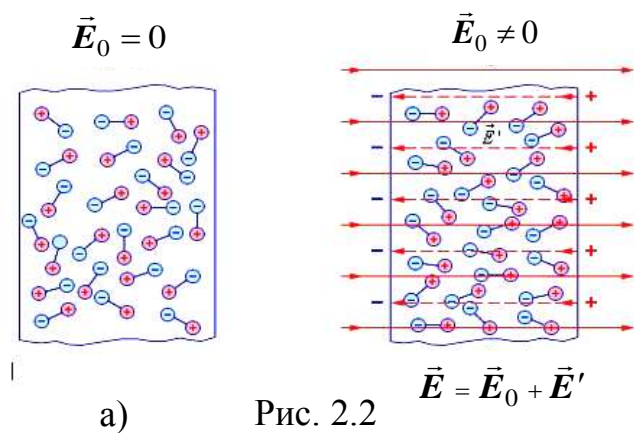 E⃗₀ = 0
E⃗₀ ≠ 0
E⃗'
E⃗ = E⃗₀ + E⃗′
а) Рис. 2.2